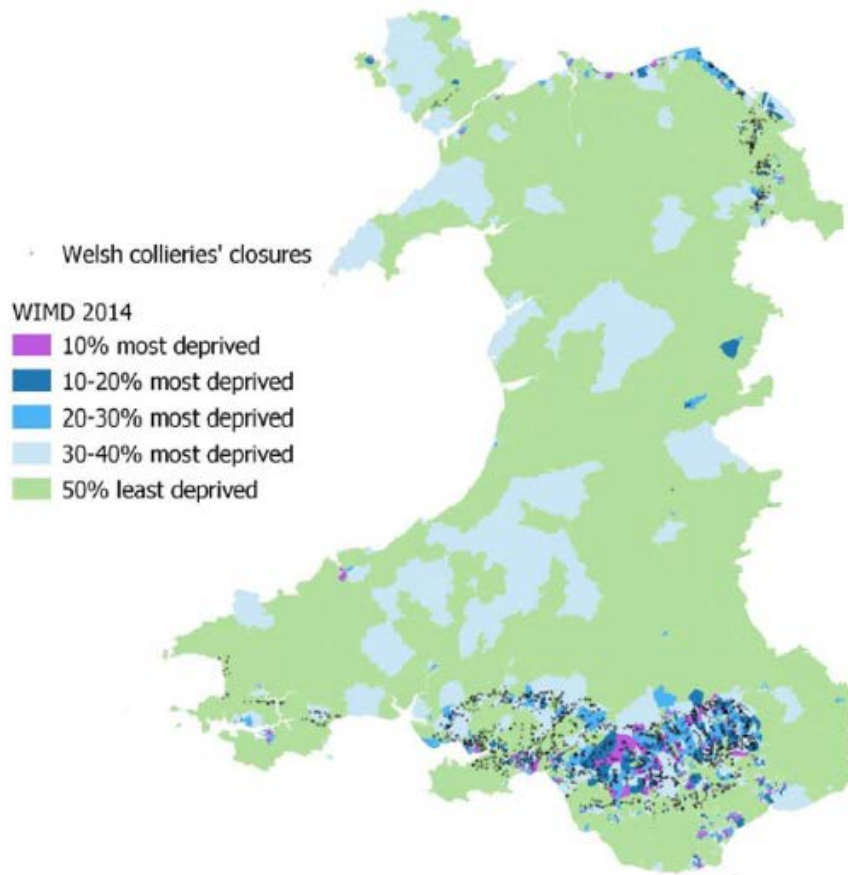 Welsh collieries' closures
WIMD 2014
10% most deprived
10-20% most deprived
20-30% most deprived
30-40% most deprived
50% least deprived